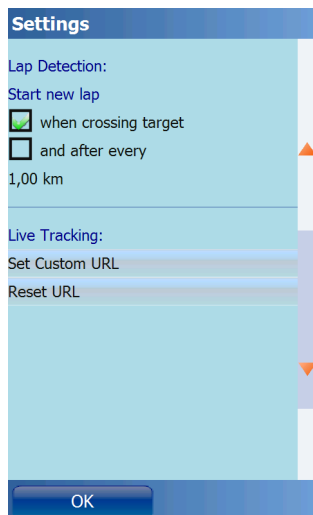 Settings
Lap Detection:
Start new lap
when crossing target
and after every
1,00 km
Live Tracking:
Set Custom URL
Reset URL
OK